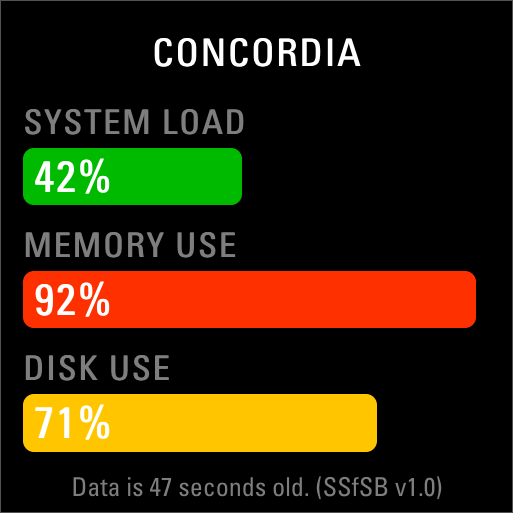 CONCORDIA
SYSTEM LOAD
42%
MEMORY USE
92%
DISK USE
71%
Data is 47 seconds old. (SSfSB v1.0)